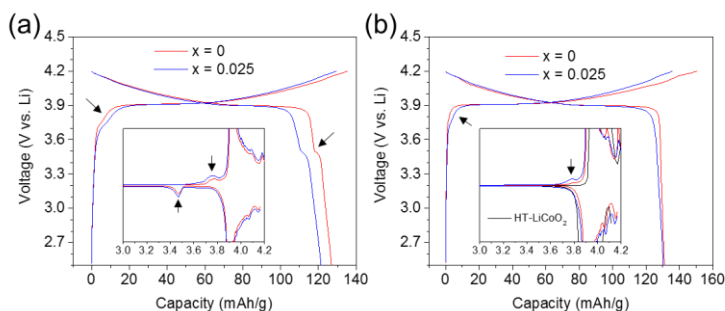 (a)
4.5
4.2
3.9
3.6
3.3
3.0
2.7
Voltage (V vs. Li)
x = 0
x = 0.025
3.0 3.2 3.4 3.6 3.8 4.0 4.2
0 20 40 60 80 100 120 140
Capacity (mAh/g)
(b)
4.5
4.2
3.9
3.6
3.3
3.0
2.7
Voltage (V vs. Li)
x = 0
x = 0.025
HT-LiCoO₂
3.0 3.2 3.4 3.6 3.8 4.0 4.2
0 20 40 60 80 100 120 140 160
Capacity (mAh/g)